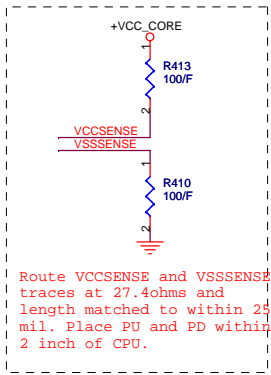 +VCC_CORE
1
R413
100/F
2
VCCSENSE
VSSSENSE
1
R410
100/F
2
Route VCCSENSE and VSSSENSE
traces at 27.4ohms and
length matched to within 25
mil. Place PU and PD within
2 inch of CPU.